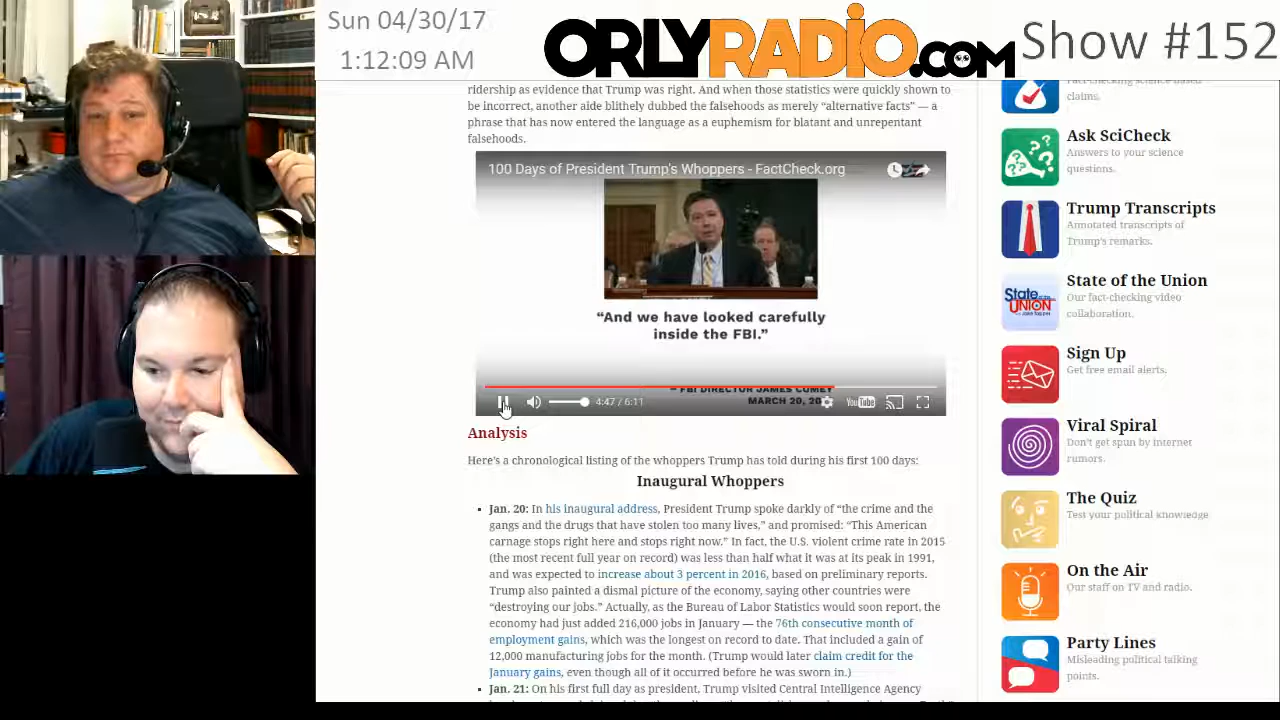 Sun 04/30/17
1:12:09 AM
ORLYRADIO.COM
Show #152
ridership as evidence that Trump was right. And when those statistics were quickly shown to
be incorrect, another aide blithely dubbed the falsehoods as merely “alternative facts” — a
phrase that has now entered the language as a euphemism for blatant and unrepentant
falsehoods.
100 Days of President Trump's Whoppers - FactCheck.org
“And we have looked carefully
inside the FBI.”
— FBI DIRECTOR JAMES COMEY
MARCH 20, 20
4:47 / 6:11
YouTube
Analysis
Here’s a chronological listing of the whoppers Trump has told during his first 100 days:
Inaugural Whoppers
Jan. 20: In his inaugural address, President Trump spoke darkly of “the crime and the
gangs and the drugs that have stolen too many lives,” and promised: “This American
carnage stops right here and stops right now.” In fact, the U.S. violent crime rate in 2015
(the most recent full year on record) was less than half what it was at its peak in 1991,
and was expected to increase about 3 percent in 2016, based on preliminary reports.
Trump also painted a dismal picture of the economy, saying other countries were
“destroying our jobs.” Actually, as the Bureau of Labor Statistics would soon report, the
economy had just added 216,000 jobs in January — the 76th consecutive month of
employment gains, which was the longest on record to date. That included a gain of
12,000 manufacturing jobs for the month. (Trump would later claim credit for the
January gains, even though all of it occurred before he was sworn in.)
Jan. 21: On his first full day as president, Trump visited Central Intelligence Agency
Fact-checking science-based
claims.
Ask SciCheck
Answers to your science
questions.
Trump Transcripts
Annotated transcripts of
Trump's remarks.
State of the Union
State of the
UNION
Our fact-checking video
collaboration.
Sign Up
Get free email alerts.
Viral Spiral
Don't get spun by internet
rumors.
The Quiz
Test your political knowledge
On the Air
Our staff on TV and radio.
Party Lines
Misleading political talking
points.